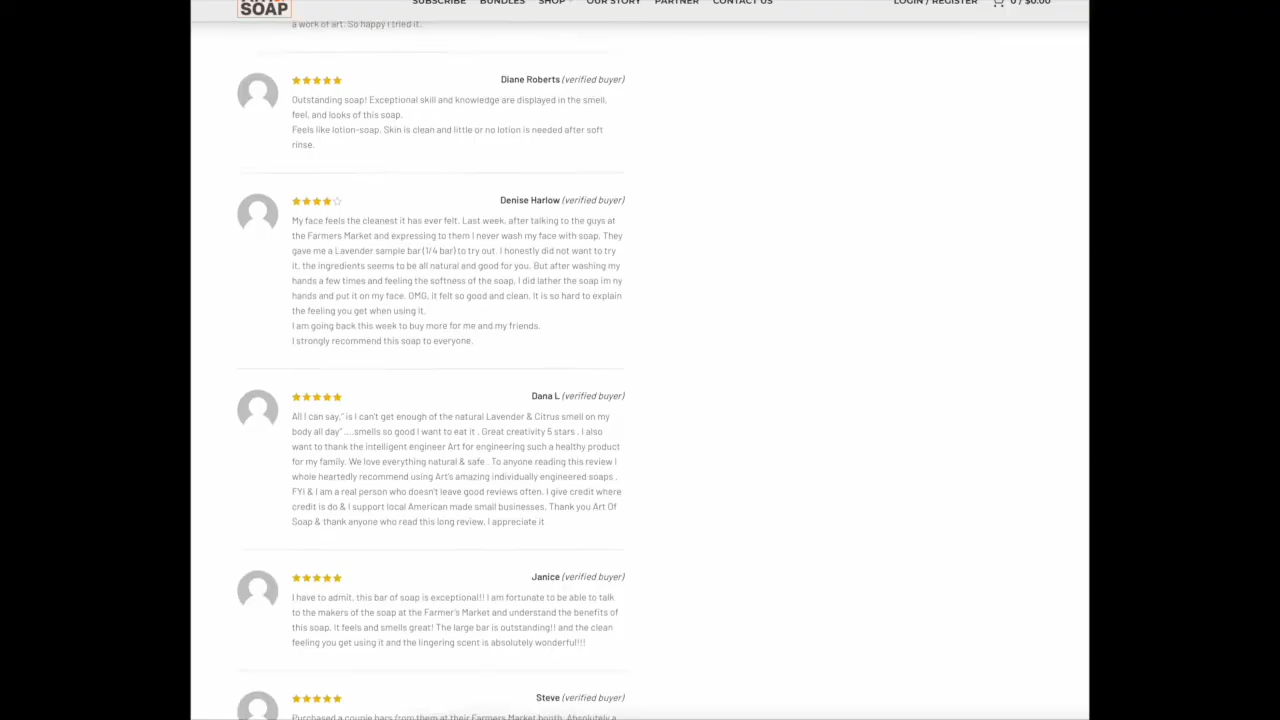 SOAP
SUBSCRIBE BUNDLES SHOP OUR STORY PARTNER CONTACT US LOGIN / REGISTER 0 / $0.00
a work of art. So happy I tried it.
Diane Roberts (verified buyer)
Outstanding soap! Exceptional skill and knowledge are displayed in the smell,
feel, and looks of this soap.
Feels like lotion-soap. Skin is clean and little or no lotion is needed after soft
rinse.
Denise Harlow (verified buyer)
My face feels the cleanest it has ever felt. Last week, after talking to the guys at
the Farmers Market and expressing to them I never wash my face with soap. They
gave me a Lavender sample bar (1/4 bar) to try out. I honestly did not want to try
it, the ingredients seems to be all natural and good for you. But after washing my
hands a few times and feeling the softness of the soap, I did lather the soap im ny
hands and put it on my face. OMG, it felt so good and clean. It is so hard to explain
the feeling you get when using it.
I am going back this week to buy more for me and my friends.
I strongly recommend this soap to everyone.
Dana L (verified buyer)
All I can say," is I can't get enough of the natural Lavender & Citrus smell on my
body all day" ....smells so good I want to eat it . Great creativity 5 stars . I also
want to thank the intelligent engineer Art for engineering such a healthy product
for my family. We love everything natural & safe . To anyone reading this review I
whole heartedly recommend using Art's amazing individually engineered soaps .
FYI & I am a real person who doesn't leave good reviews often. I give credit where
credit is do & I support local American made small businesses. Thank you Art Of
Soap & thank anyone who read this long review. I appreciate it
Janice (verified buyer)
I have to admit, this bar of soap is exceptional!! I am fortunate to be able to talk
to the makers of the soap at the Farmer's Market and understand the benefits of
this soap. It feels and smells great! The large bar is outstanding!! and the clean
feeling you get using it and the lingering scent is absolutely wonderful!!!
Steve (verified buyer)
Purchased a couple bars from them at their Farmers Market booth. Absolutely a